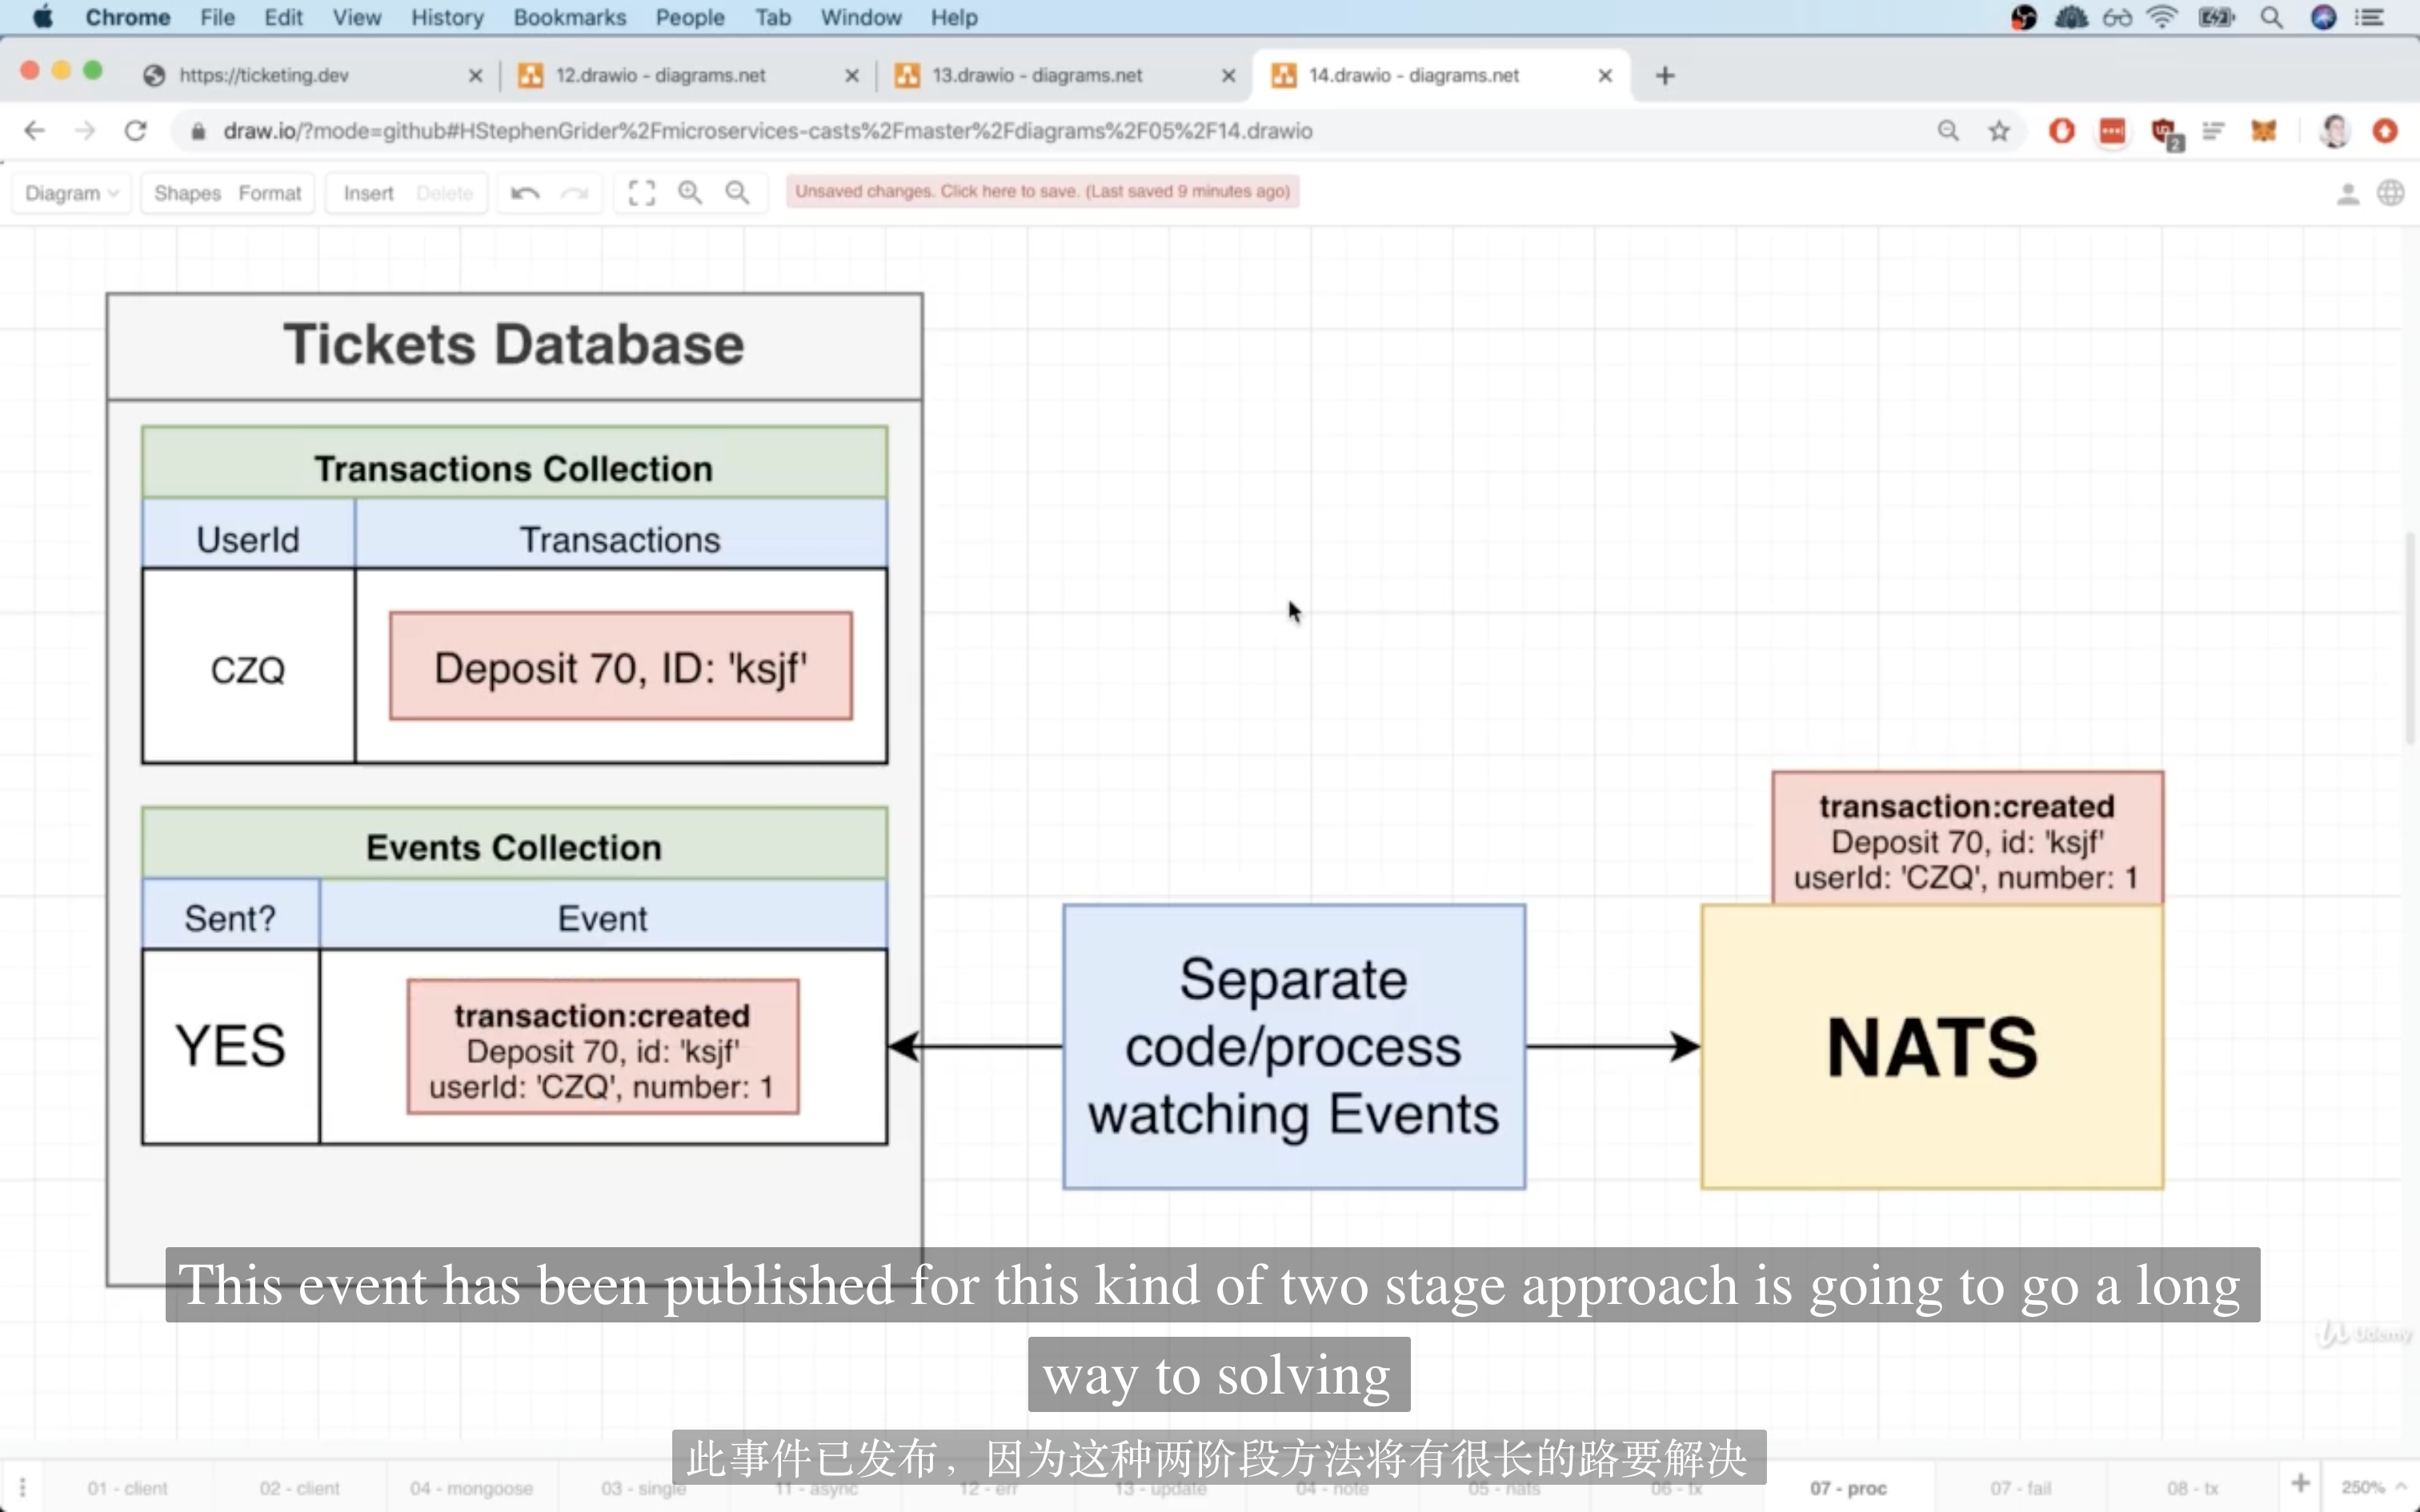 Chrome File Edit View History Bookmarks People Tab Window Help
https://ticketing.dev
12.drawio - diagrams.net
13.drawio - diagrams.net
14.drawio - diagrams.net
draw.io/?mode=github#HStephenGrider%2Fmicroservices-casts%2Fmaster%2Fdiagrams%2F05%2F14.drawio
2
Diagram Shapes Format Insert Delete
Unsaved changes. Click here to save. (Last saved 9 minutes ago)
Tickets Database
Transactions Collection
UserId Transactions
CZQ Deposit 70, ID: 'ksjf'
Events Collection
Sent? Event
YES
transaction:created
Deposit 70, id: 'ksjf'
userId: 'CZQ', number: 1
Separate
code/process
watching Events
transaction:created
Deposit 70, id: 'ksjf'
userId: 'CZQ', number: 1
NATS
This event has been published for this kind of two stage approach is going to go a long
way to solving
此事件已发布，因为这种两阶段方法将有很长的路要解决
Udemy
01 - client 02 - client 04 - mongoose 03 - single 11 - async 12 - err 13 - update 04 - note 05 - nats 06 - tx 07 - proc 07 - fail 08 - tx 250%